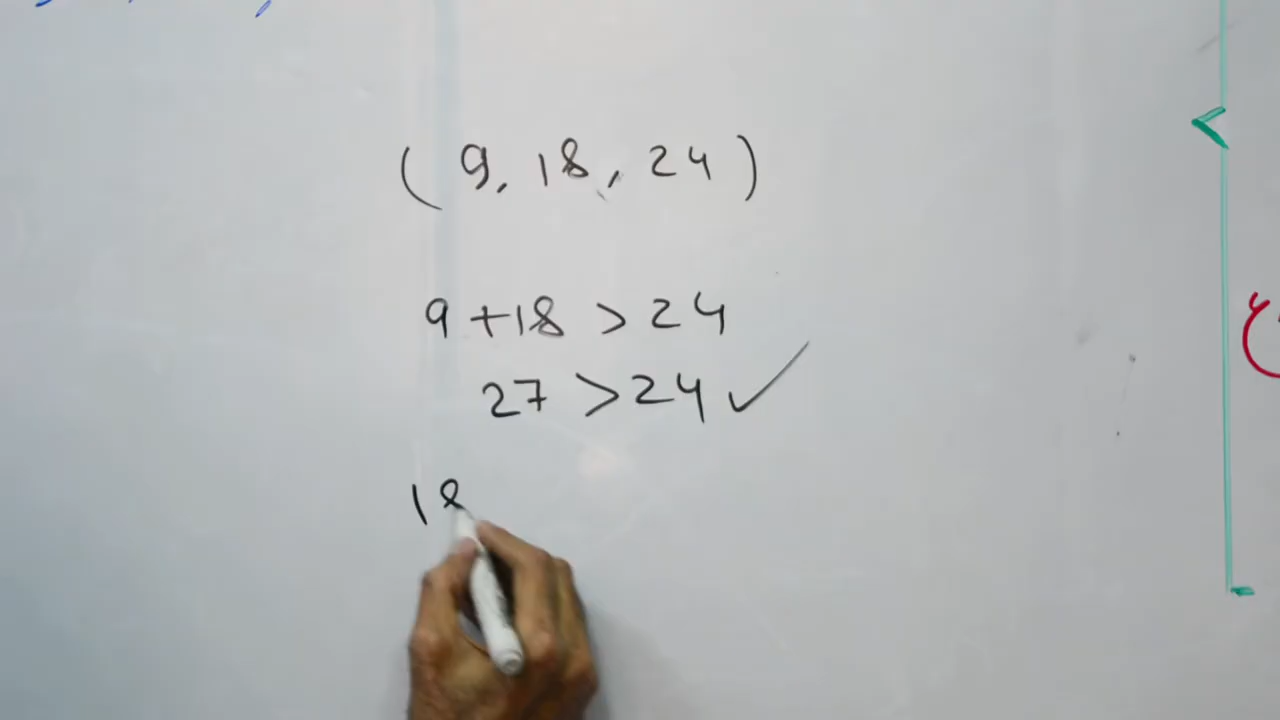 (9, 18, 24)
9 + 18 > 24
27 > 24 ✓
18